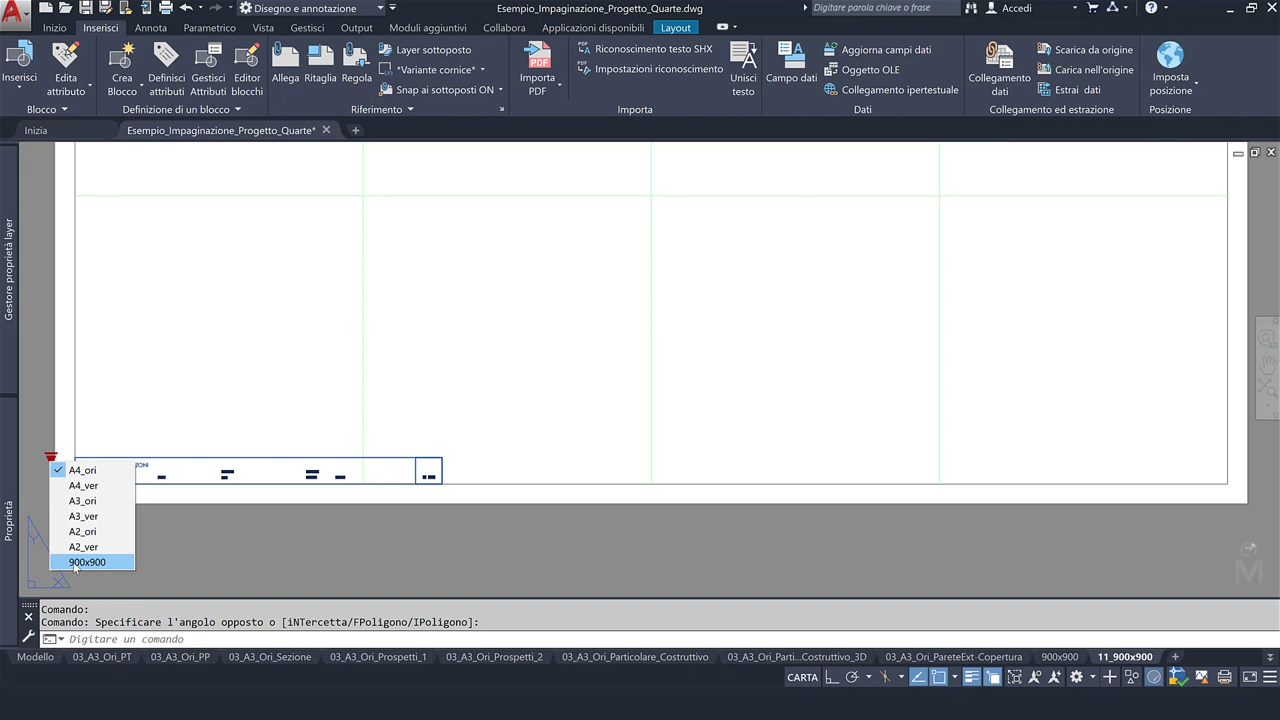 Disegno e annotazione
Esempio_Impaginazione_Progetto_Quarte.dwg
Digitare parola chiave o frase
Accedi
Inizio
Inserisci
Annota
Parametrico
Vista
Gestisci
Output
Moduli aggiuntivi
Collabora
Applicazioni disponibili
Layout
Inserisci
Edita attributo
Crea Blocco
Definisci attributi
Gestisci Attributi
Editor blocchi
Allega
Ritaglia
Regola
Layer sottoposto
*Variante cornice*
Snap ai sottoposti ON
Importa PDF
Riconoscimento testo SHX
Impostazioni riconoscimento
Unisci testo
Campo dati
Aggiorna campi dati
Oggetto OLE
Collegamento ipertestuale
Collegamento dati
Scarica da origine
Carica nell'origine
Estrai dati
Imposta posizione
Blocco
Definizione di un blocco
Riferimento
Importa
Dati
Collegamento ed estrazione
Posizione
Inizia
Esempio_Impaginazione_Progetto_Quarte*
Gestore proprietà layer
Proprietà
A4_ori
A4_ver
A3_ori
A3_ver
A2_ori
A2_ver
900x900
Y
X
M
Comando:
Comando: Specificare l'angolo opposto o [iNTercetta/FPoligono/IPoligono]:
Digitare un comando
Modello
03_A3_Ori_PT
03_A3_Ori_PP
03_A3_Ori_Sezione
03_A3_Ori_Prospetti_1
03_A3_Ori_Prospetti_2
03_A3_Ori_Particolare_Costruttivo
03_A3_Ori_Parti...Costruttivo_3D
03_A3_Ori_PareteExt-Copertura
900x900
11_900x900
CARTA